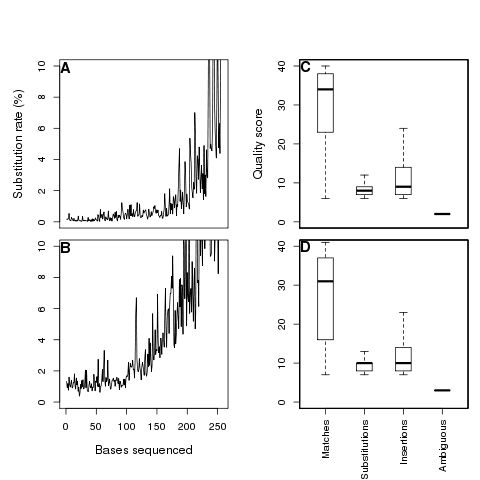 A
C
Substitution rate (%)
Quality score
0
2
4
6
8
10
0
10
20
30
40
B
D
0
2
4
6
8
10
0
10
20
30
40
0
50
100
150
200
250
Bases sequenced
Matches
Substitutions
Insertions
Ambiguous